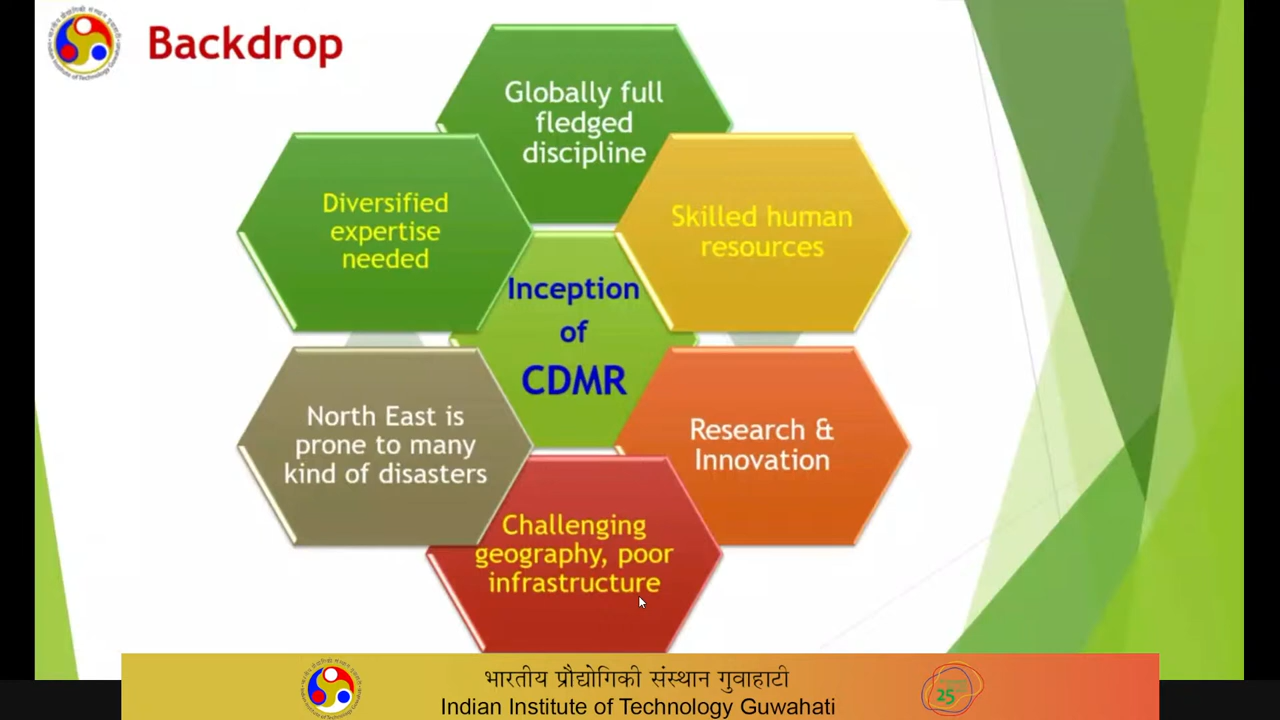 Backdrop
Globally full
fledged
discipline
Diversified
expertise
needed
Skilled human
resources
Inception
of
CDMR
North East is
prone to many
kind of disasters
Research &
Innovation
Challenging
geography, poor
infrastructure
भारतीय प्रौद्योगिकी संस्थान गुवाहाटी
Indian Institute of Technology Guwahati
25